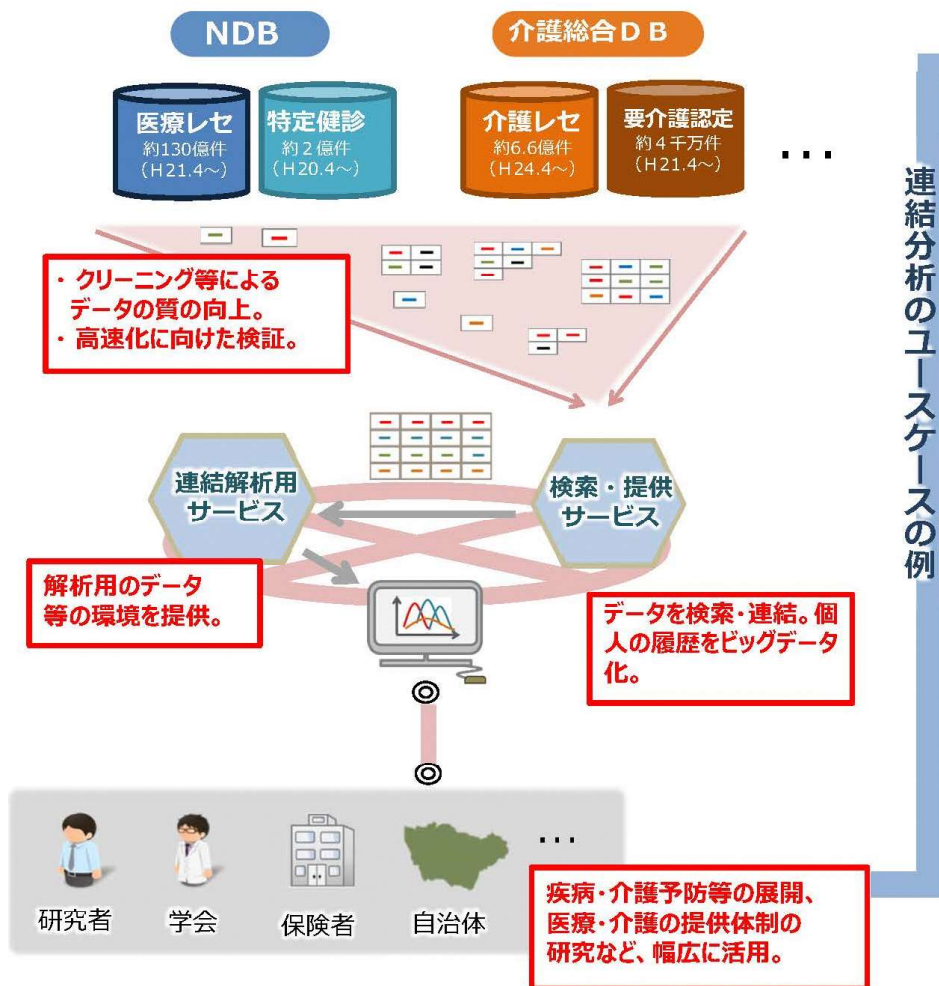 NDB
介護総合DB
医療レセ
約130億件
(H21.4～)
特定健診
約2億件
(H20.4～)
介護レセ
約6.6億件
(H24.4～)
要介護認定
約4千万件
(H21.4～)
…
連結分析のユースケースの例
・ クリーニング等による
データの質の向上。
・ 高速化に向けた検証。
連結解析用
サービス
検索・提供
サービス
解析用のデータ
等の環境を提供。
データを検索・連結。個
人の履歴をビッグデータ
化。
研究者
学会
保険者
自治体
…
疾病・介護予防等の展開、
医療・介護の提供体制の
研究など、幅広に活用。